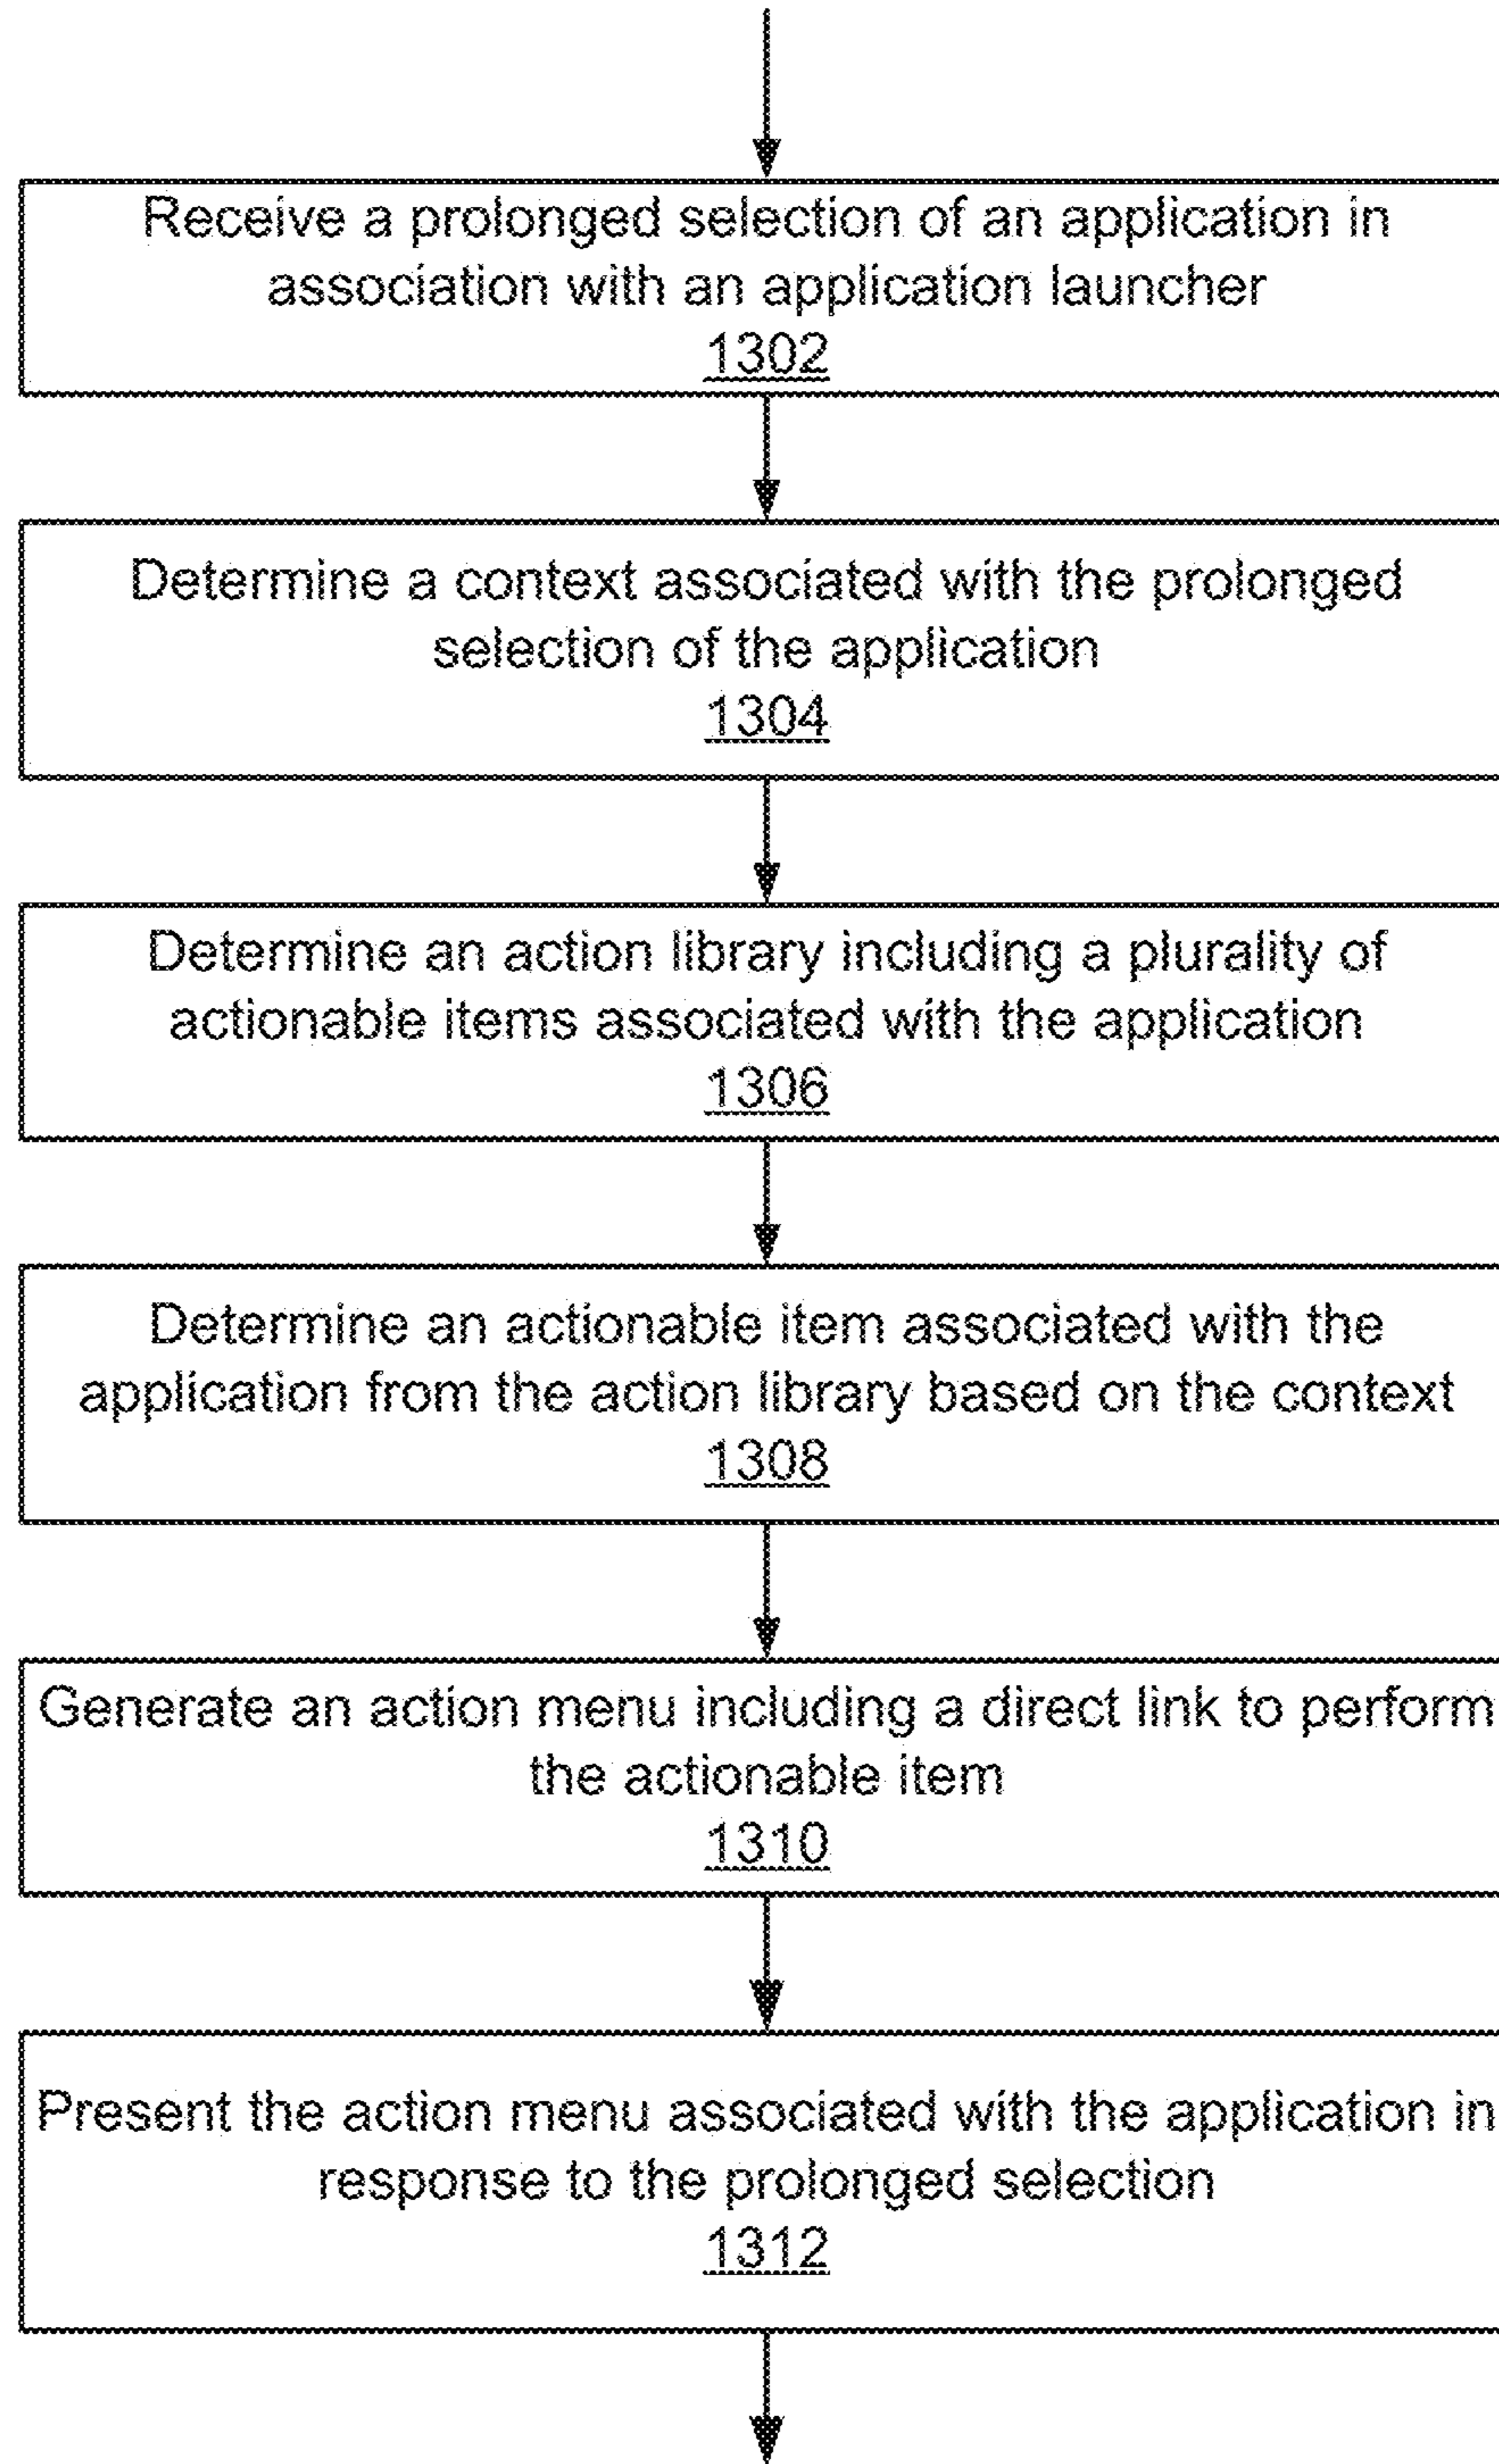 Receive a prolonged selection of an application in
association with an application launcher
1302
Determine a context associated with the prolonged
selection of the application
1304
Determine an action library including a plurality of
actionable items associated with the application
1306
Determine an actionable item associated with the
application from the action library based on the context
1308
Generate an action menu including a direct link to perform
the actionable item
1310
Present the action menu associated with the application in
response to the prolonged selection
1312